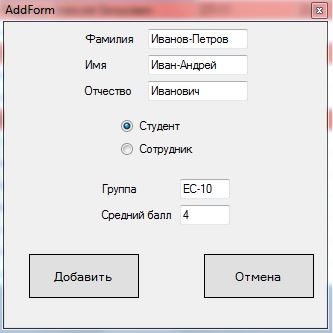 AddForm
Фамилия Иванов-Петров
Имя Иван-Андрей
Отчество Иванович
Студент
Сотрудник
Группа ЕС-10
Средний балл 4
Добавить Отмена